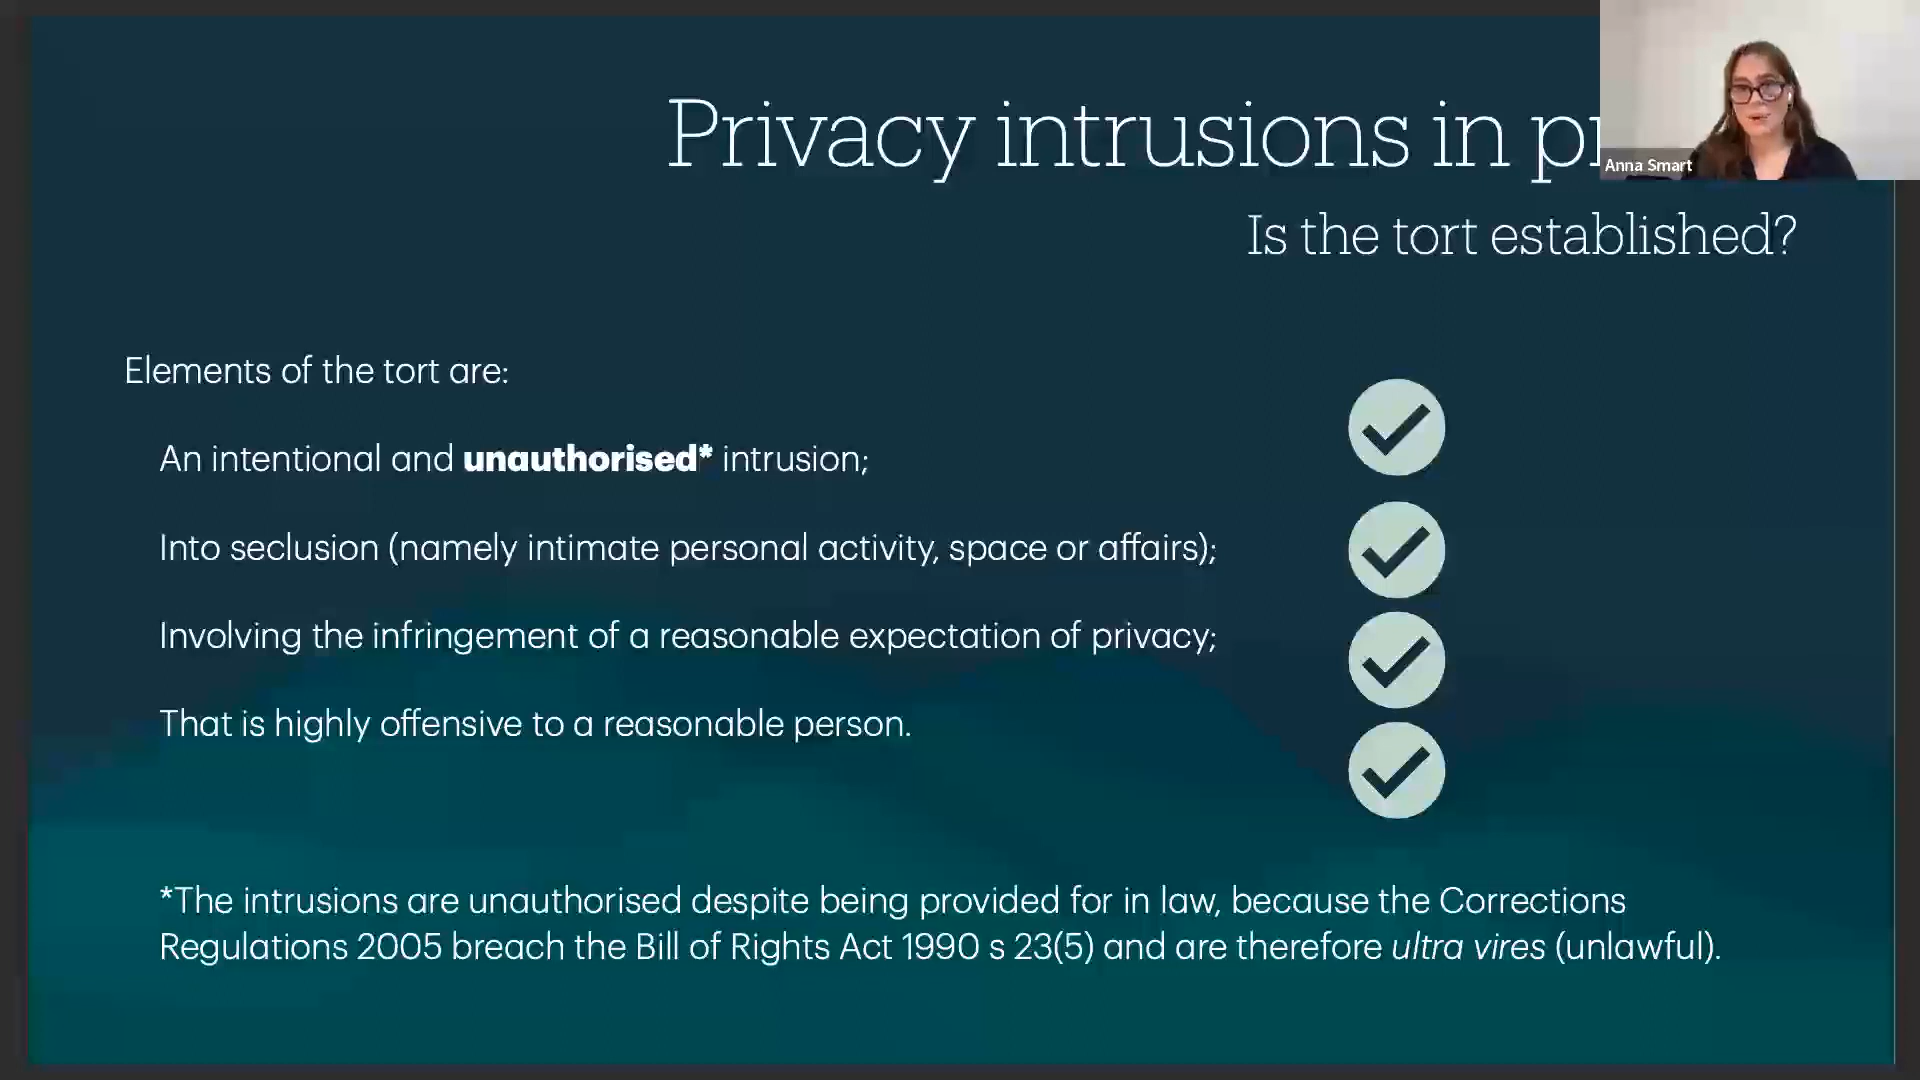 Privacy intrusions in pr
Anna Smart
Is the tort established?
Elements of the tort are:
An intentional and unauthorised* intrusion;
Into seclusion (namely intimate personal activity, space or affairs);
Involving the infringement of a reasonable expectation of privacy;
That is highly offensive to a reasonable person.
*The intrusions are unauthorised despite being provided for in law, because the Corrections
Regulations 2005 breach the Bill of Rights Act 1990 s 23(5) and are therefore ultra vires (unlawful).